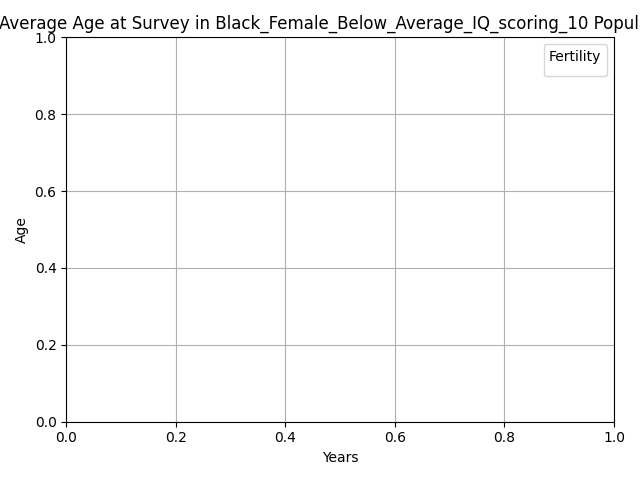 Average Age at Survey in Black_Female_Below_Average_IQ_scoring_10 Popul
Fertility
1.0
0.8
0.6
0.4
0.2
0.0
Age
0.0 0.2 0.4 0.6 0.8 1.0
Years